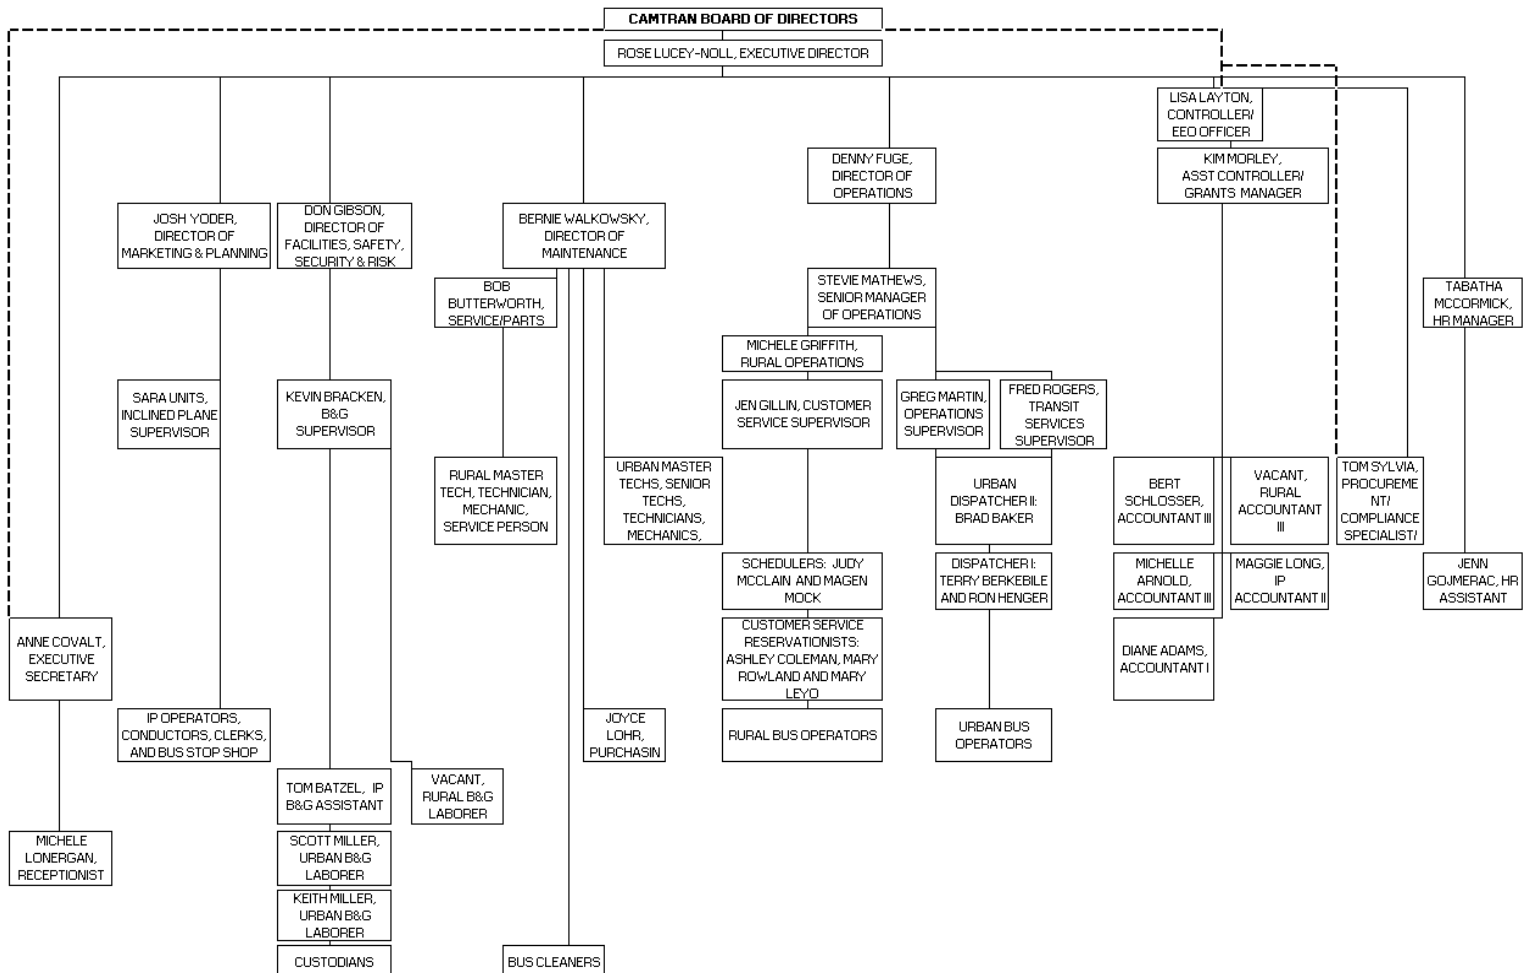 CAMTRAN BOARD OF DIRECTORS
ROSE LUCEY-NOLL, EXECUTIVE DIRECTOR
LISA LAYTON,
CONTROLLER/
EEO OFFICER
DENNY FUGE,
DIRECTOR OF
OPERATIONS
KIM MORLEY,
ASST CONTROLLER/
GRANTS MANAGER
JOSH YODER,
DIRECTOR OF
MARKETING & PLANNING
DON GIBSON,
DIRECTOR OF
FACILITIES, SAFETY,
SECURITY & RISK
BERNIE WALKOWSKY,
DIRECTOR OF
MAINTENANCE
STEVIE MATHEWS,
SENIOR MANAGER
OF OPERATIONS
BOB
BUTTERWORTH,
SERVICE/PARTS
TABATHA
MCCORMICK,
HR MANAGER
MICHELE GRIFFITH,
RURAL OPERATIONS
SARA UNITS,
INCLINED PLANE
SUPERVISOR
KEVIN BRACKEN,
B&G
SUPERVISOR
JEN GILLIN, CUSTOMER
SERVICE SUPERVISOR
GREG MARTIN,
OPERATIONS
SUPERVISOR
FRED ROGERS,
TRANSIT
SERVICES
SUPERVISOR
RURAL MASTER
TECH, TECHNICIAN,
MECHANIC,
SERVICE PERSON
URBAN MASTER
TECHS, SENIOR
TECHS,
TECHNICIANS,
MECHANICS,
URBAN
DISPATCHER II:
BRAD BAKER
BERT
SCHLOSSER,
ACCOUNTANT III
VACANT,
RURAL
ACCOUNTANT
III
TOM SYLVIA,
PROCUREME
NT/
COMPLIANCE
SPECIALIST/
SCHEDULERS: JUDY
MCCLAIN AND MAGEN
MOCK
DISPATCHER I:
TERRY BERKEBILE
AND RON HENGER
MICHELLE
ARNOLD,
ACCOUNTANT III
MAGGIE LONG,
IP
ACCOUNTANT II
JENN
GOJMERAC, HR
ASSISTANT
ANNE COVALT,
EXECUTIVE
SECRETARY
CUSTOMER SERVICE
RESERVATIONISTS:
ASHLEY COLEMAN, MARY
ROWLAND AND MARY
LEYO
DIANE ADAMS,
ACCOUNTANT I
IP OPERATORS,
CONDUCTORS, CLERKS,
AND BUS STOP SHOP
JOYCE
LOHR,
PURCHASIN
RURAL BUS OPERATORS
URBAN BUS
OPERATORS
TOM BATZEL, IP
B&G ASSISTANT
VACANT,
RURAL B&G
LABORER
MICHELE
LONERGAN,
RECEPTIONIST
SCOTT MILLER,
URBAN B&G
LABORER
KEITH MILLER,
URBAN B&G
LABORER
CUSTODIANS
BUS CLEANERS